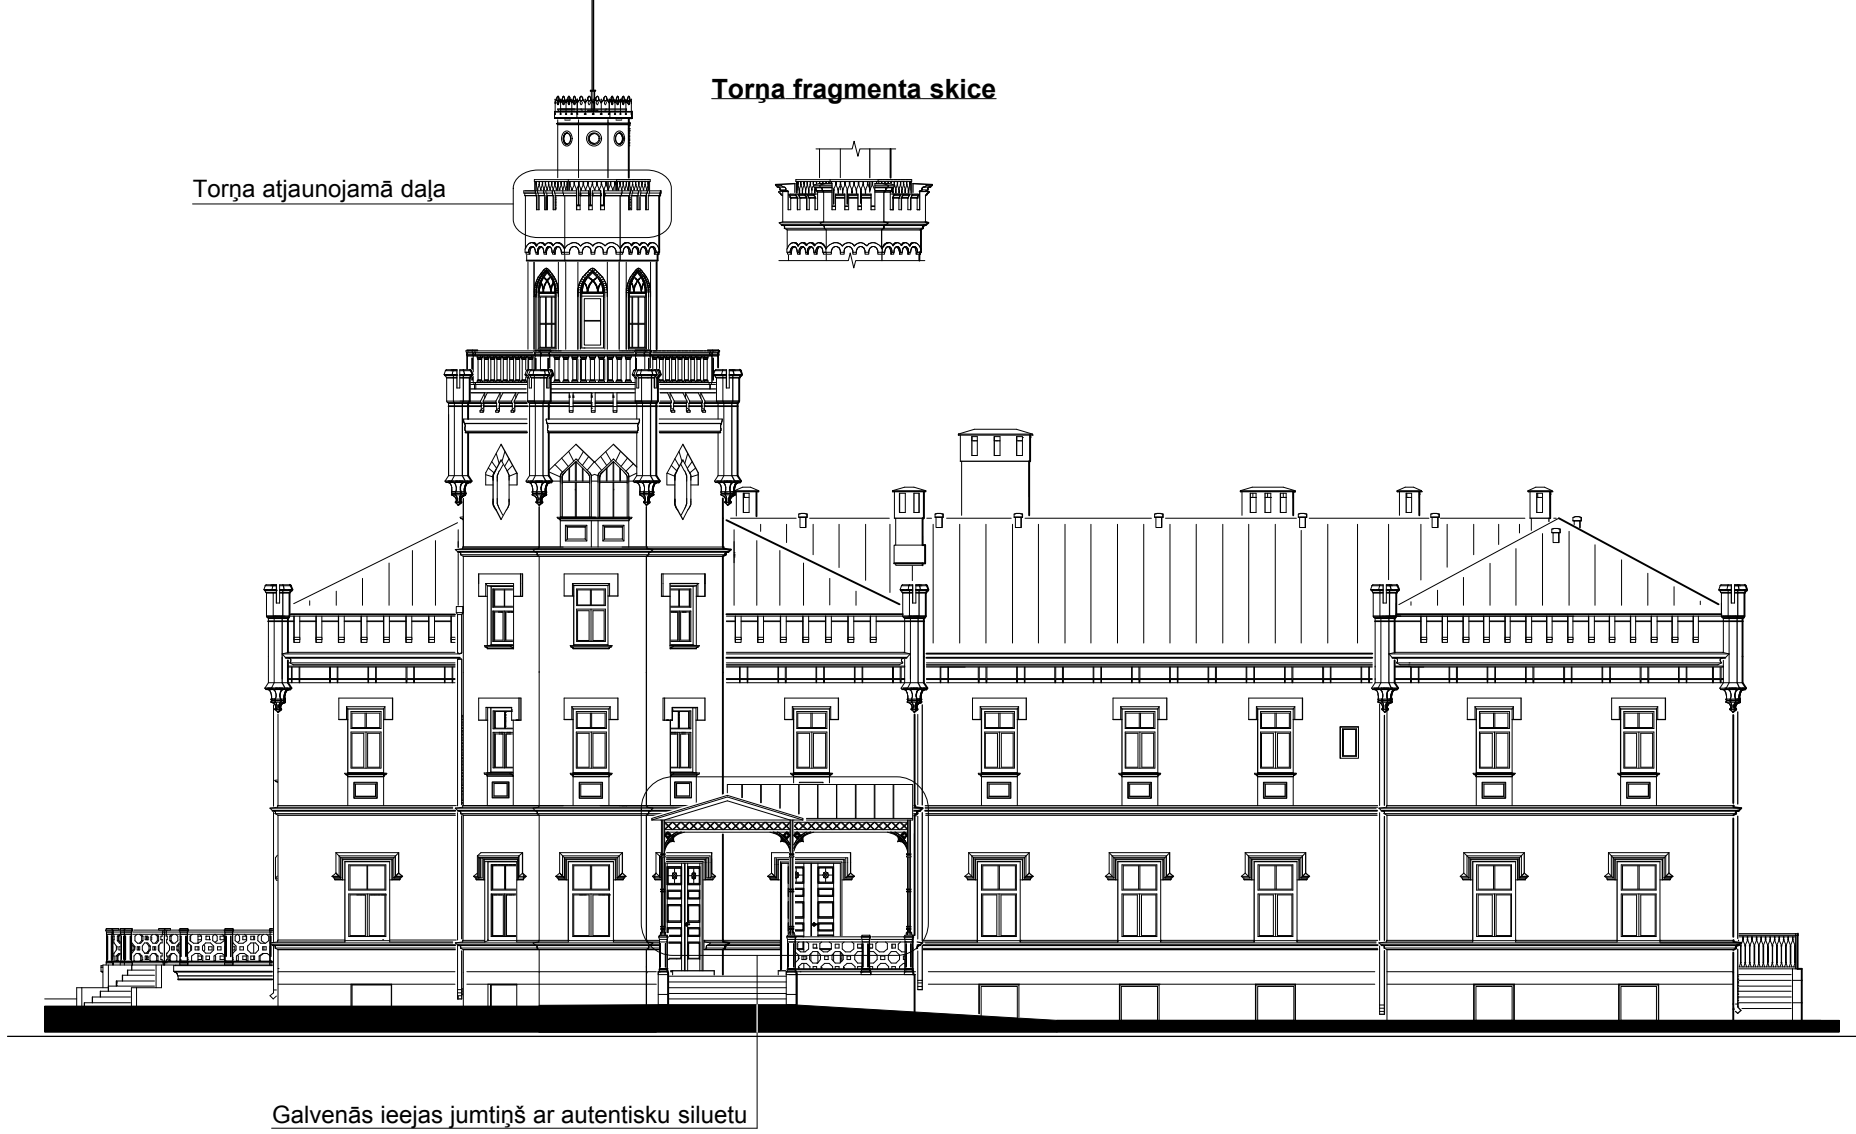 Torņa fragmenta skice
Torņa atjaunojamā daļa
Galvenās ieejas jumtiņš ar autentisku siluetu